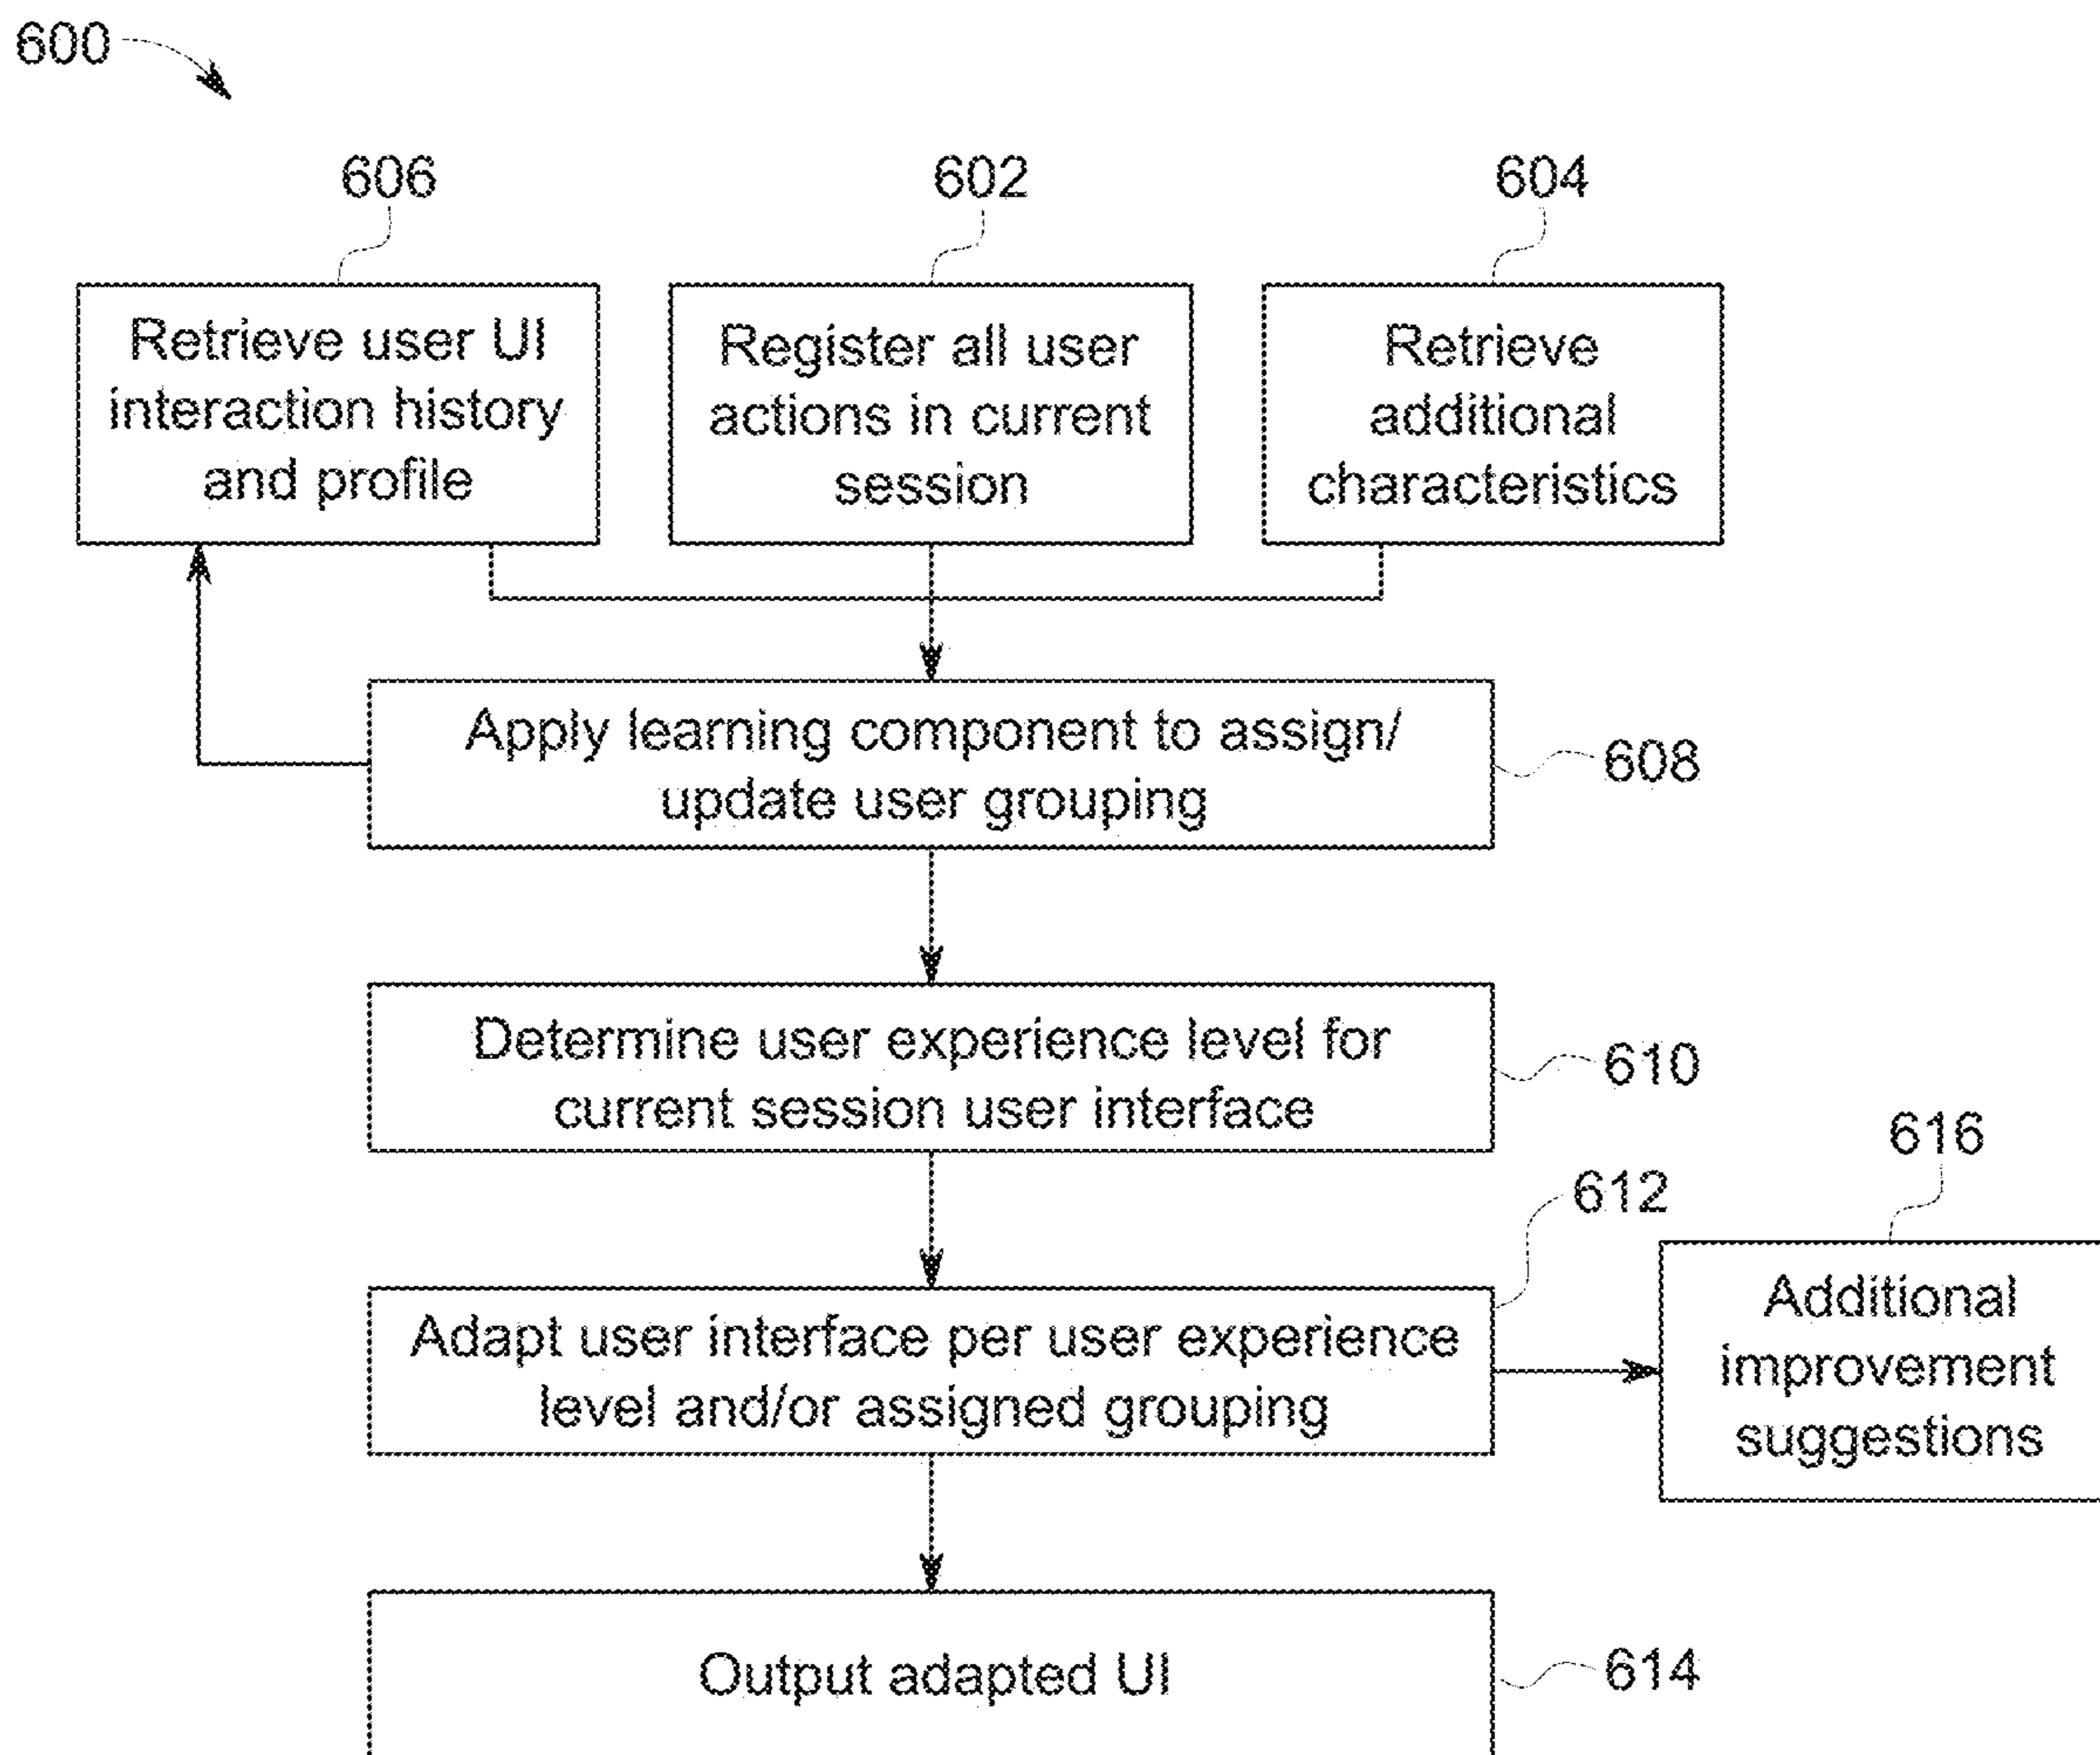 600
606
602
604
Retrieve user UI
interaction history
and profile
Register all user
actions in current
session
Retrieve
additional
characteristics
Apply learning component to assign/
update user grouping
608
Determine user experience level for
current session user interface
610
616
612
Adapt user interface per user experience
level and/or assigned grouping
Additional
improvement
suggestions
Output adapted UI
614